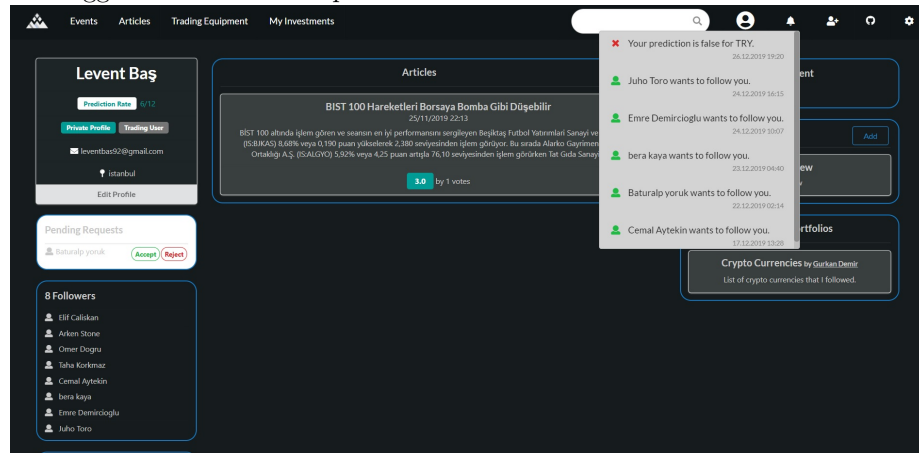 Events Articles Trading Equipment My Investments
Levent Baş
Prediction Rate 6/12
Private Profile Trading User
leventbas92@gmail.com
istanbul
Edit Profile
Pending Requests
Baturalp yoruk Accept Reject
8 Followers
Elif Caliskan
Arken Stone
Omer Dogru
Taha Korkmaz
Cemal Aytekin
bera kaya
Emre Demircioglu
Juho Toro
Articles
BIST 100 Hareketleri Borsaya Bomba Gibi Düşebilir
25/11/2019 22:13
BİST 100 altında işlem gören ve seansın en iyi performansını sergileyen Beşiktaş Futbol Yatırımları Sanayi ve
(IS:BJKAS) 8,68% veya 0,190 puan yükselerek 2,380 seviyesinden işlem görüyor. Bu sırada Alarko Gayrimen
Ortaklığı A.Ş. (IS:ALGYO) 5,92% veya 4,25 puan artışla 76,10 seviyesinden işlem görürken Tat Gıda Sanayi
3.0 by 1 votes
Your prediction is false for TRY.
26.12.2019 19:20
Juho Toro wants to follow you.
24.12.2019 16:15
Emre Demircioglu wants to follow you.
24.12.2019 10:07
bera kaya wants to follow you.
23.12.2019 04:40
Baturalp yoruk wants to follow you.
22.12.2019 02:14
Cemal Aytekin wants to follow you.
17.12.2019 13:28
ent
Add
ew
rtfolios
Crypto Currencies by Gurkan Demir
List of crypto currencies that I followed.